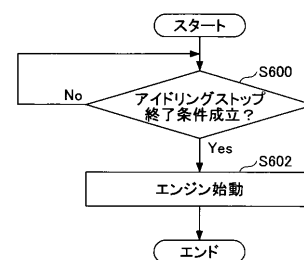 スタート
S600
アイドリングストップ
終了条件成立？
No
Yes
S602
エンジン始動
エンド